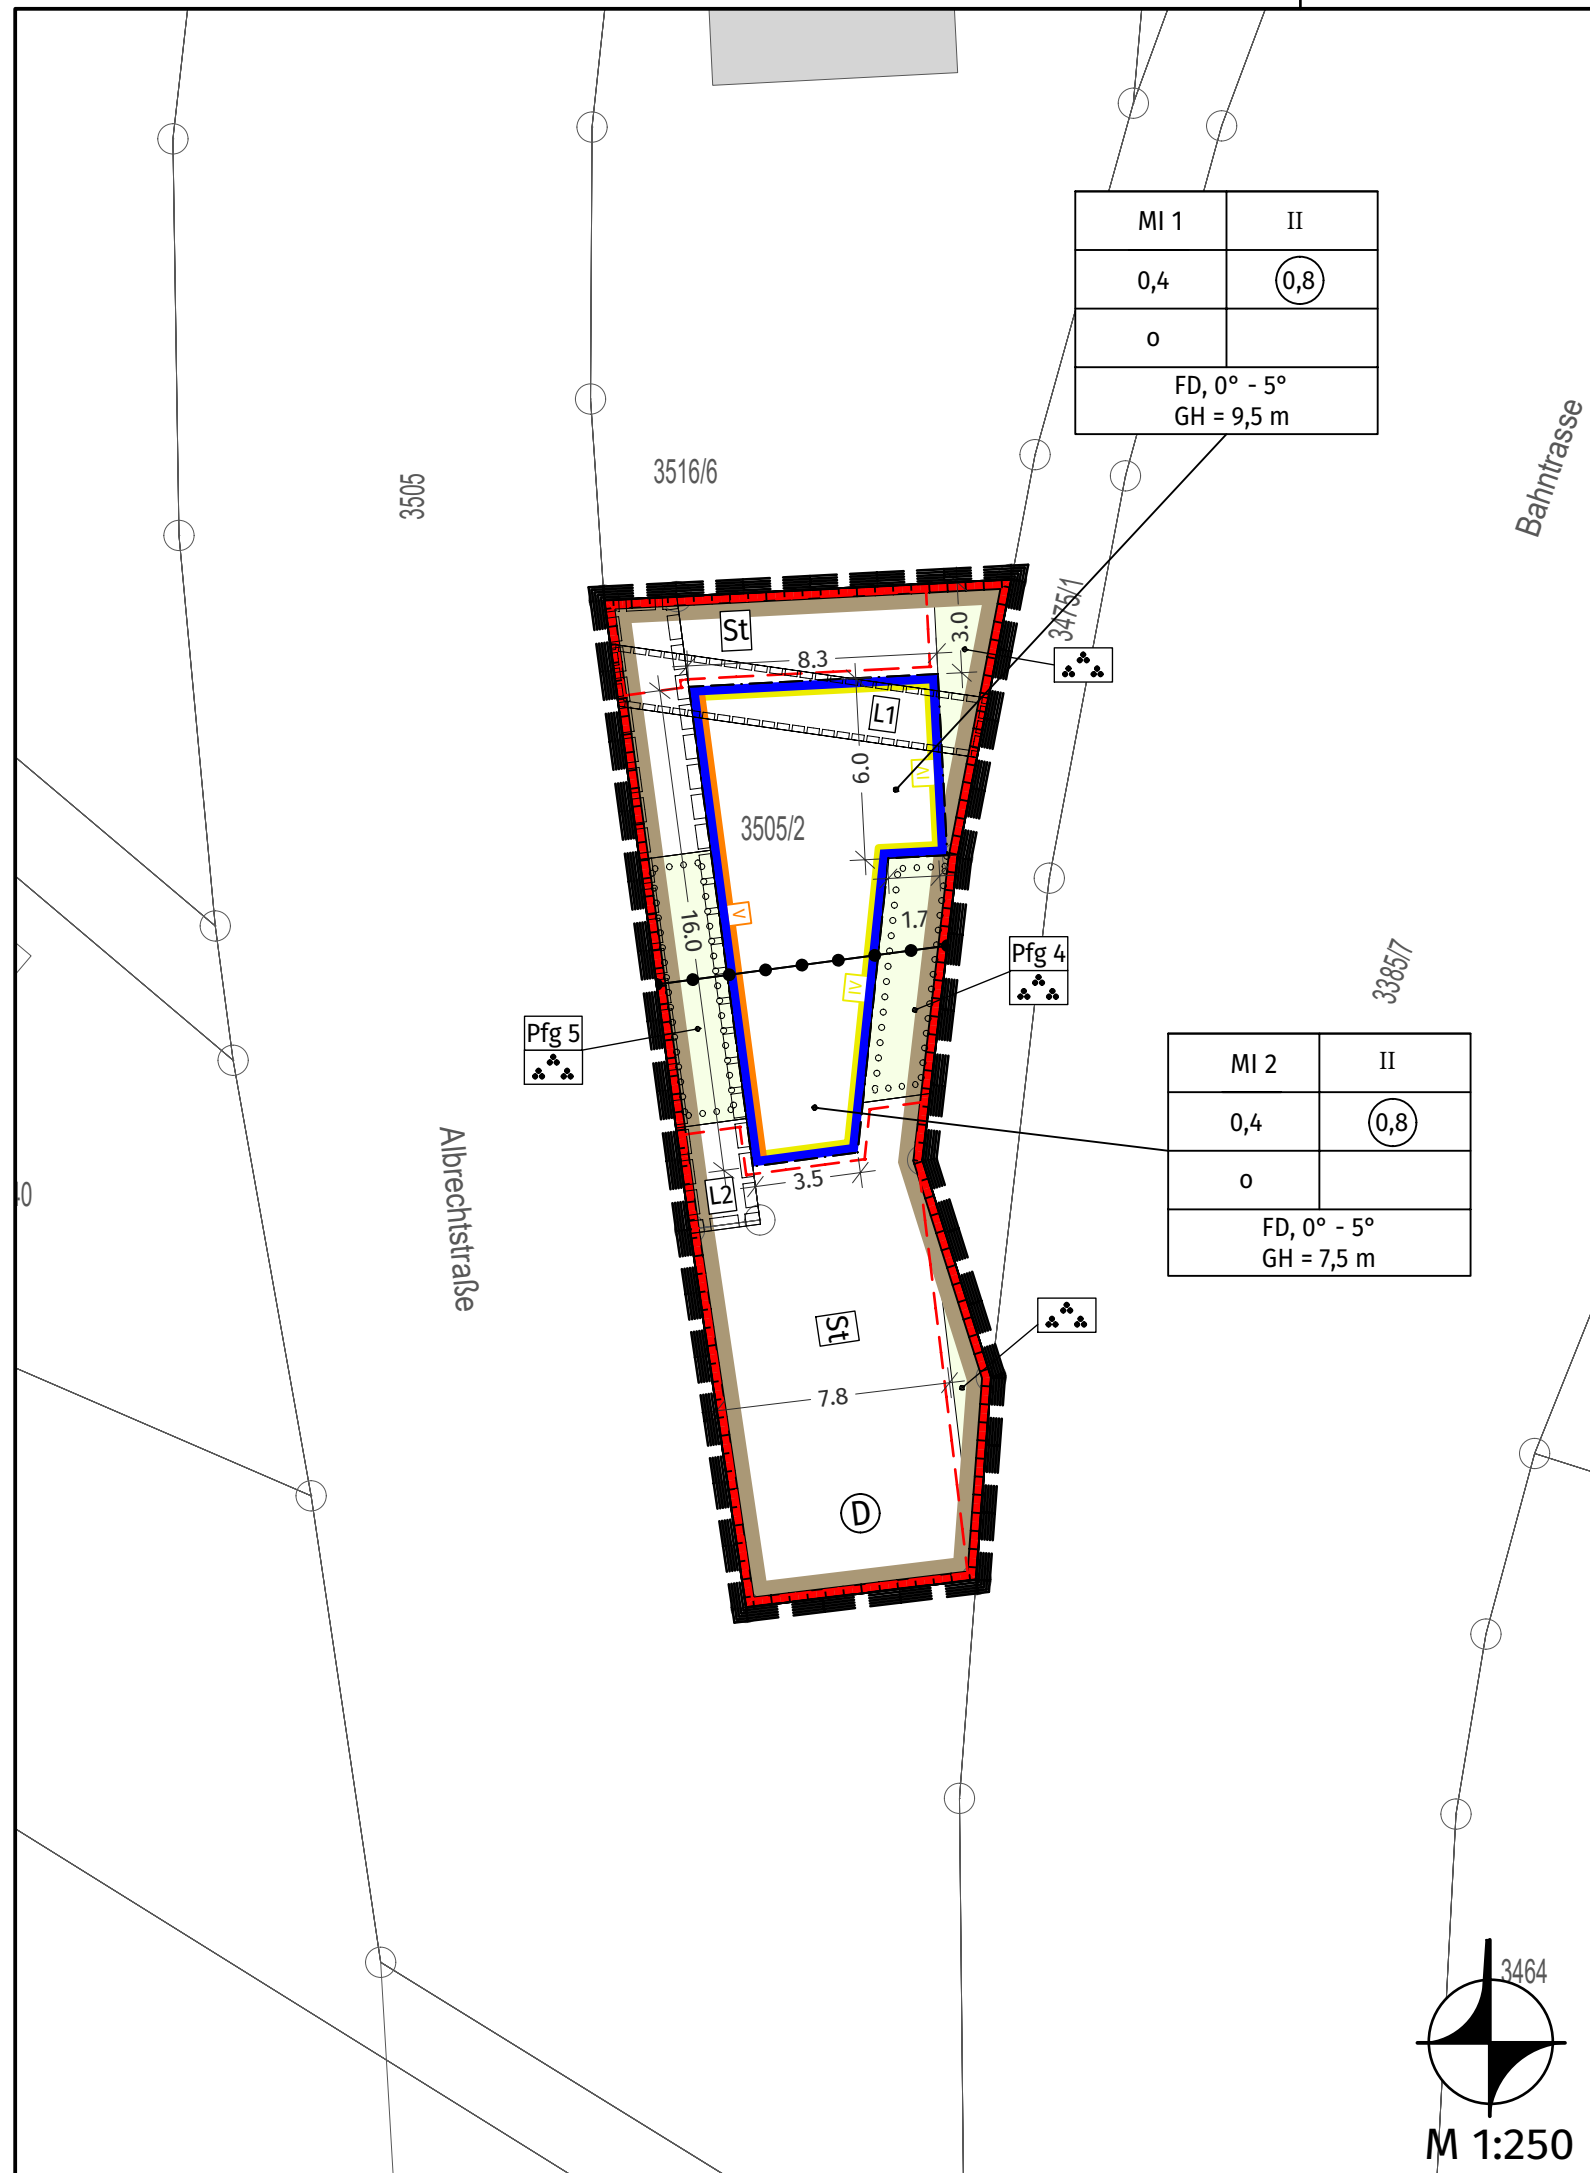 MI 1
II
0,4
0,8
o
FD, 0° - 5°
GH = 9,5 m
Bahntrasse
3505
3516/6
3475/1
St
3.0
8.3
L1
6.0
IV
3505/2
V
16.0
1.7
Pfg 4
IV
3385/7
Pfg 5
MI 2
II
0,4
0,8
o
FD, 0° - 5°
GH = 7,5 m
Albrechtstraße
3.5
L2
St
7.8
D
3464
M 1:250